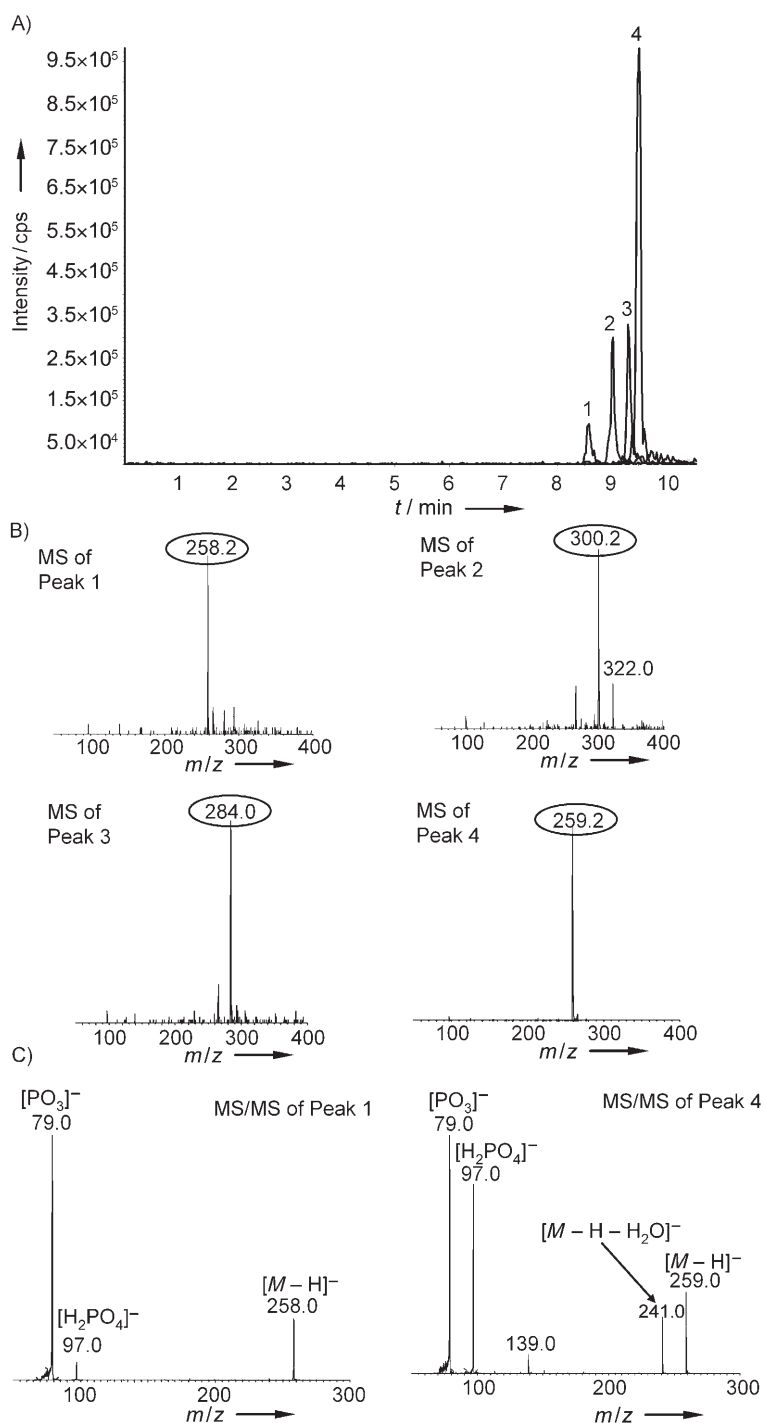 A)
4
9.5×10⁵
8.5×10⁵
7.5×10⁵
6.5×10⁵
5.5×10⁵
4.5×10⁵
3.5×10⁵
2.5×10⁵
1.5×10⁵
5.0×10⁴
Intensity / cps
1
2
3
1 2 3 4 5 6 7 8 9 10
t / min
B)
MS of
Peak 1
258.2
100 200 300 400
m/z
MS of
Peak 2
300.2
322.0
100 200 300 400
m/z
MS of
Peak 3
284.0
100 200 300 400
m/z
MS of
Peak 4
259.2
100 200 300 400
m/z
C)
MS/MS of Peak 1
[PO₃]⁻
79.0
[H₂PO₄]⁻
97.0
[M – H]⁻
258.0
100 200 300
m/z
MS/MS of Peak 4
[PO₃]⁻
79.0
[H₂PO₄]⁻
97.0
[M – H – H₂O]⁻
[M – H]⁻
259.0
241.0
139.0
100 200 300
m/z